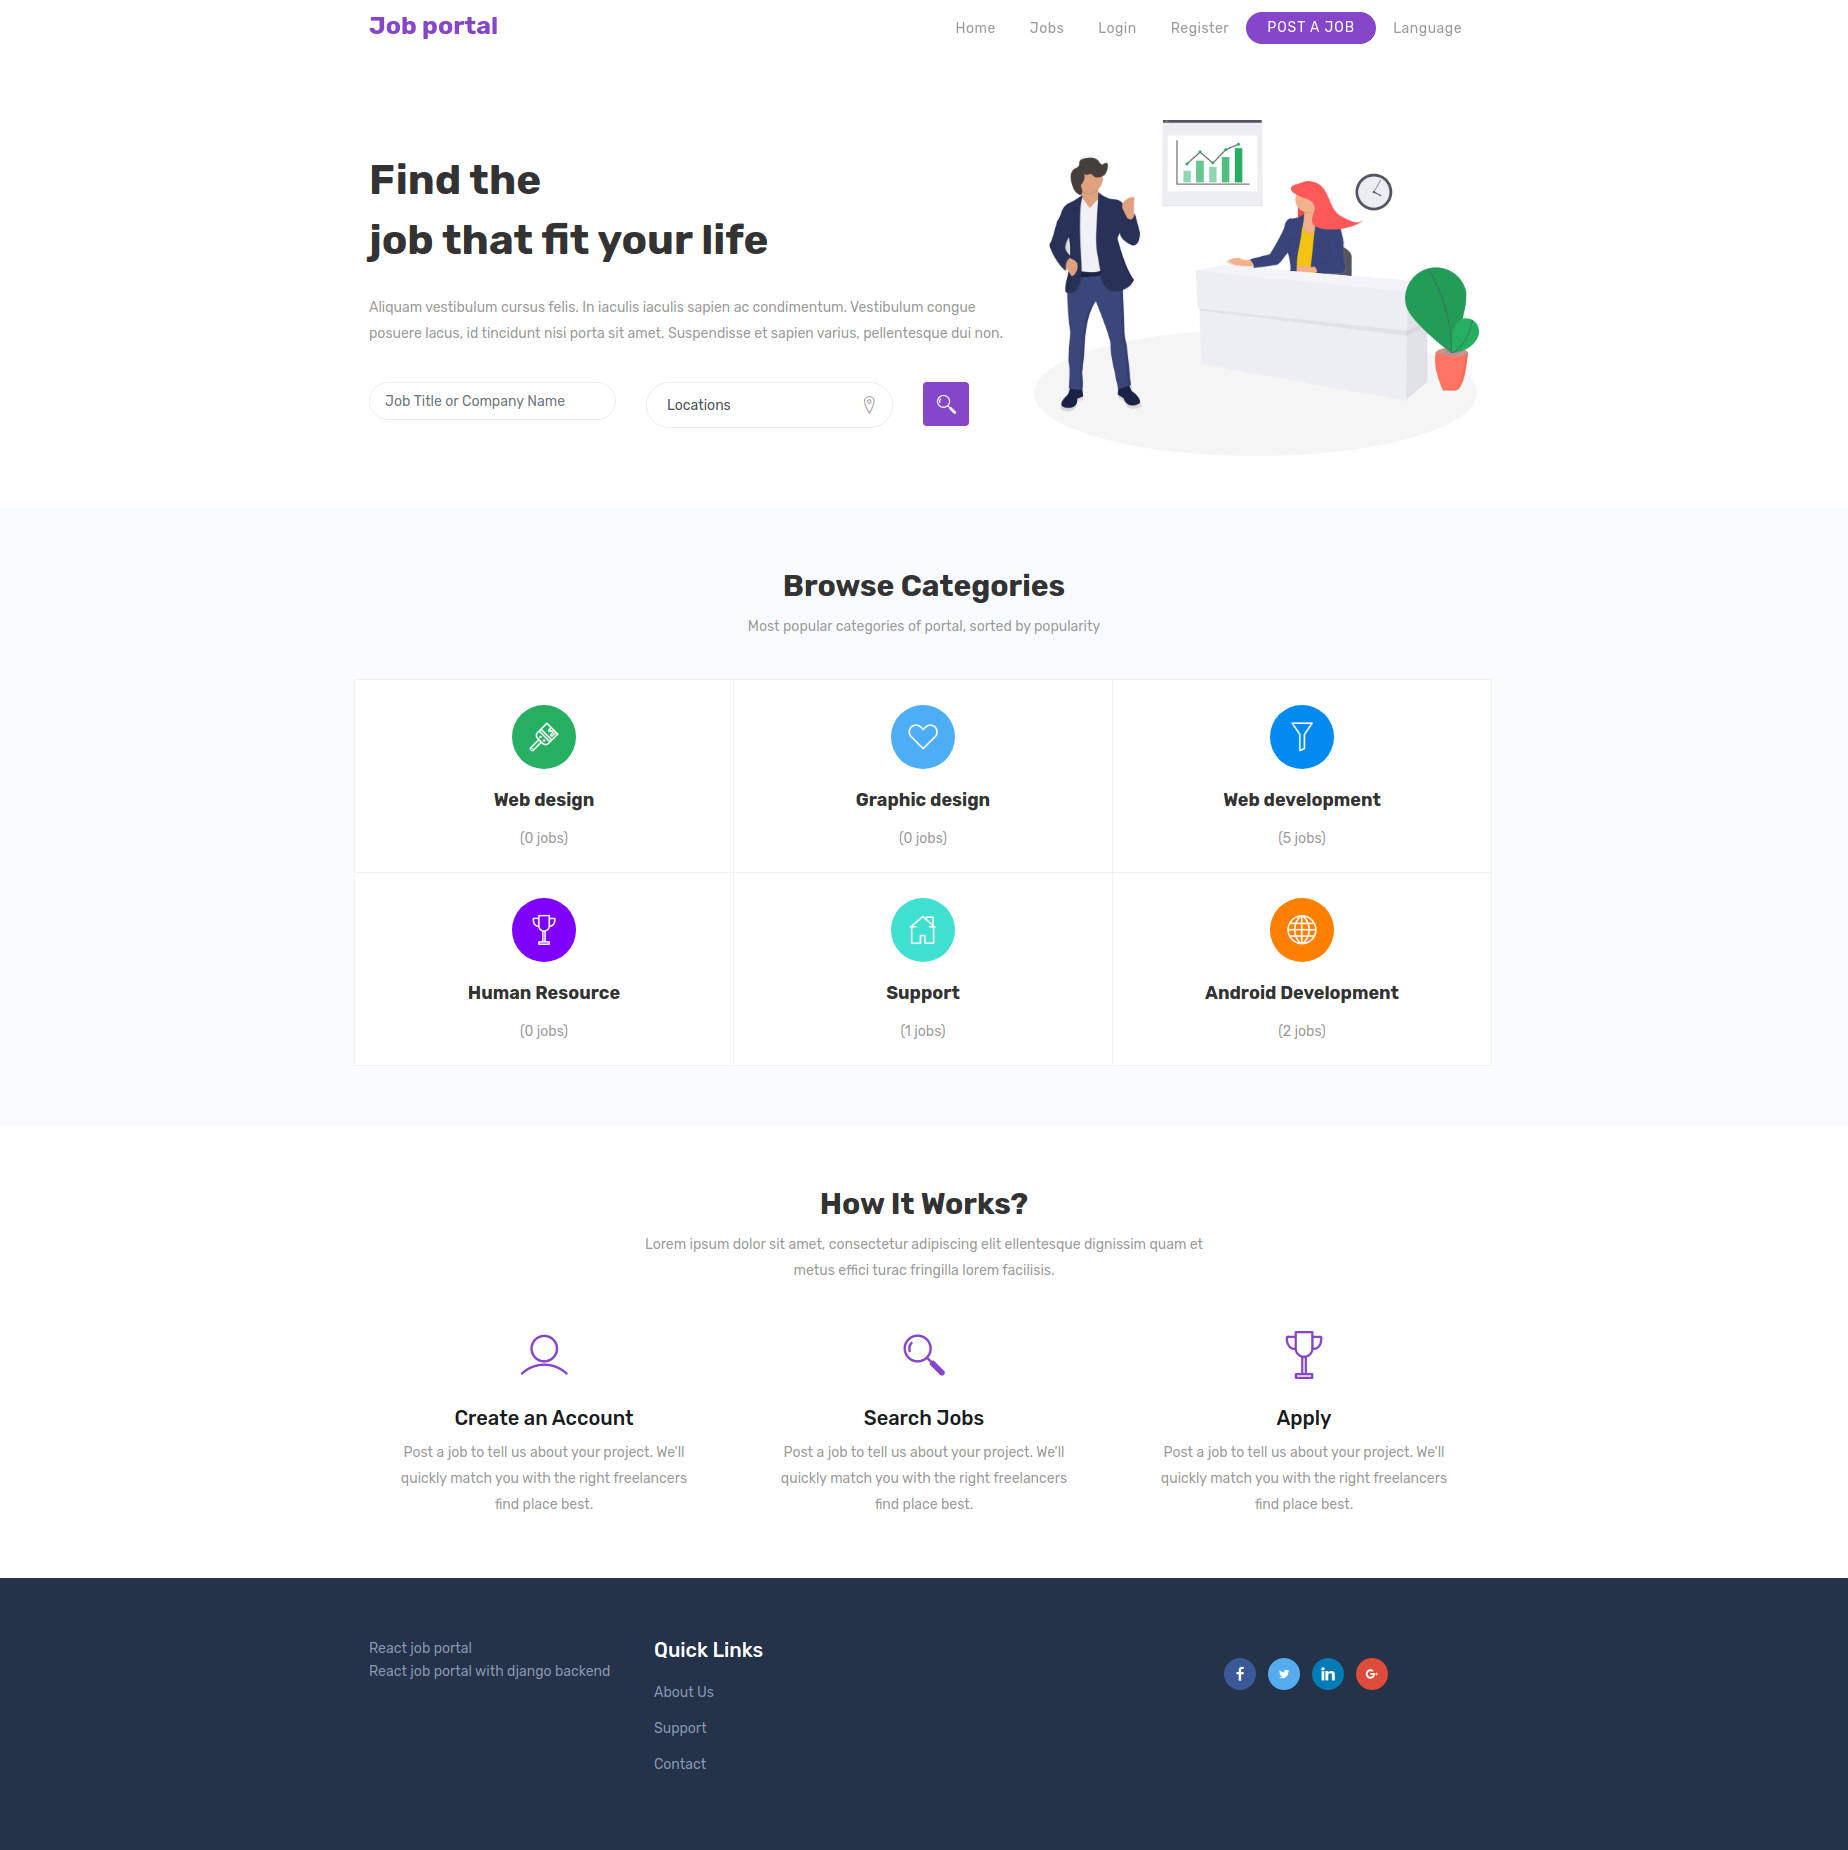 Job portal
Home
Jobs
Login
Register
POST A JOB
Language
Find the
job that fit your life
Aliquam vestibulum cursus felis. In iaculis iaculis sapien ac condimentum. Vestibulum congue
posuere lacus, id tincidunt nisi porta sit amet. Suspendisse et sapien varius, pellentesque dui non.
Job Title or Company Name
Locations
Browse Categories
Most popular categories of portal, sorted by popularity
Web design
(0 jobs)
Graphic design
(0 jobs)
Web development
(5 jobs)
Human Resource
(0 jobs)
Support
(1 jobs)
Android Development
(2 jobs)
How It Works?
Lorem ipsum dolor sit amet, consectetur adipiscing elit ellentesque dignissim quam et
metus effici turac fringilla lorem facilisis.
Create an Account
Post a job to tell us about your project. We'll
quickly match you with the right freelancers
find place best.
Search Jobs
Post a job to tell us about your project. We'll
quickly match you with the right freelancers
find place best.
Apply
Post a job to tell us about your project. We'll
quickly match you with the right freelancers
find place best.
React job portal
React job portal with django backend
Quick Links
About Us
Support
Contact